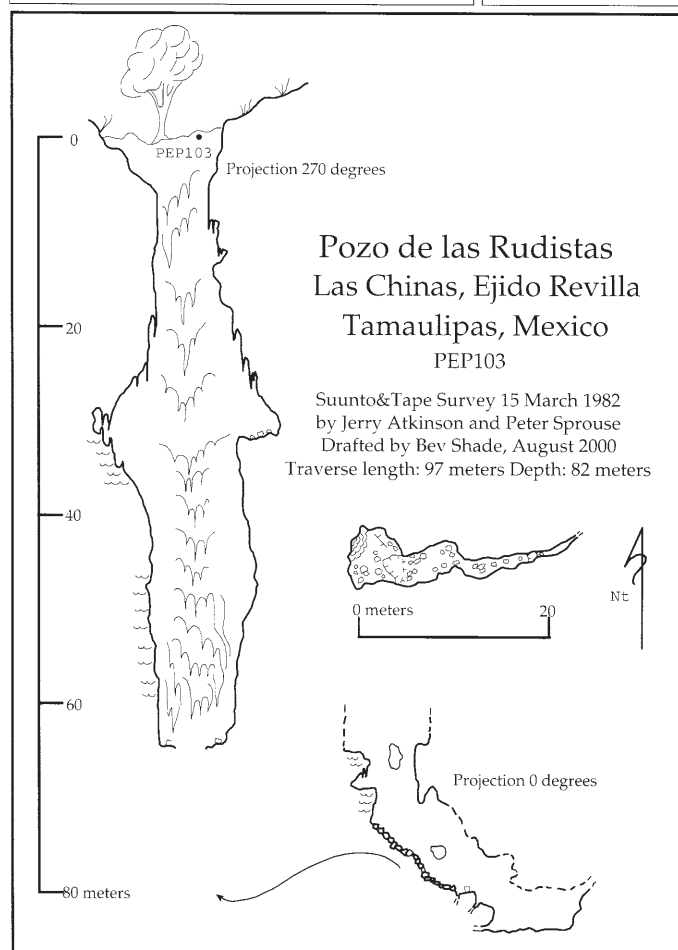 0
PEP103
Projection 270 degrees
Pozo de las Rudistas
Las Chinas, Ejido Revilla
Tamaulipas, Mexico
PEP103
20
Suunto&Tape Survey 15 March 1982
by Jerry Atkinson and Peter Sprouse
Drafted by Bev Shade, August 2000
Traverse length: 97 meters Depth: 82 meters
40
Nt
0 meters 20
60
Projection 0 degrees
80 meters